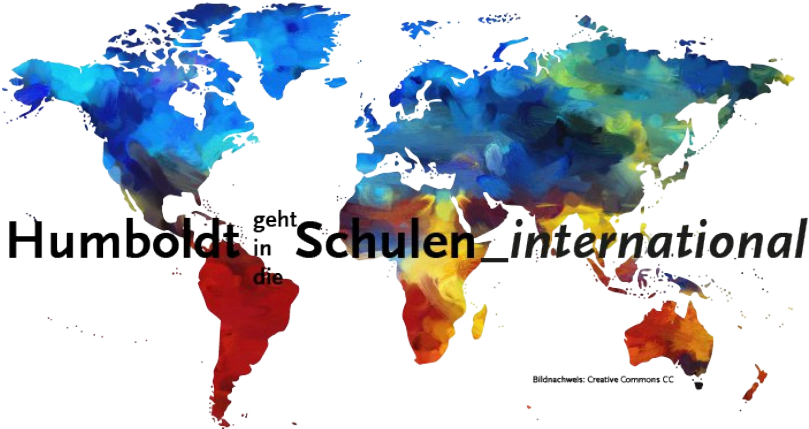 Humboldt geht in die Schulen_international
Bildnachweis: Creative Commons CC